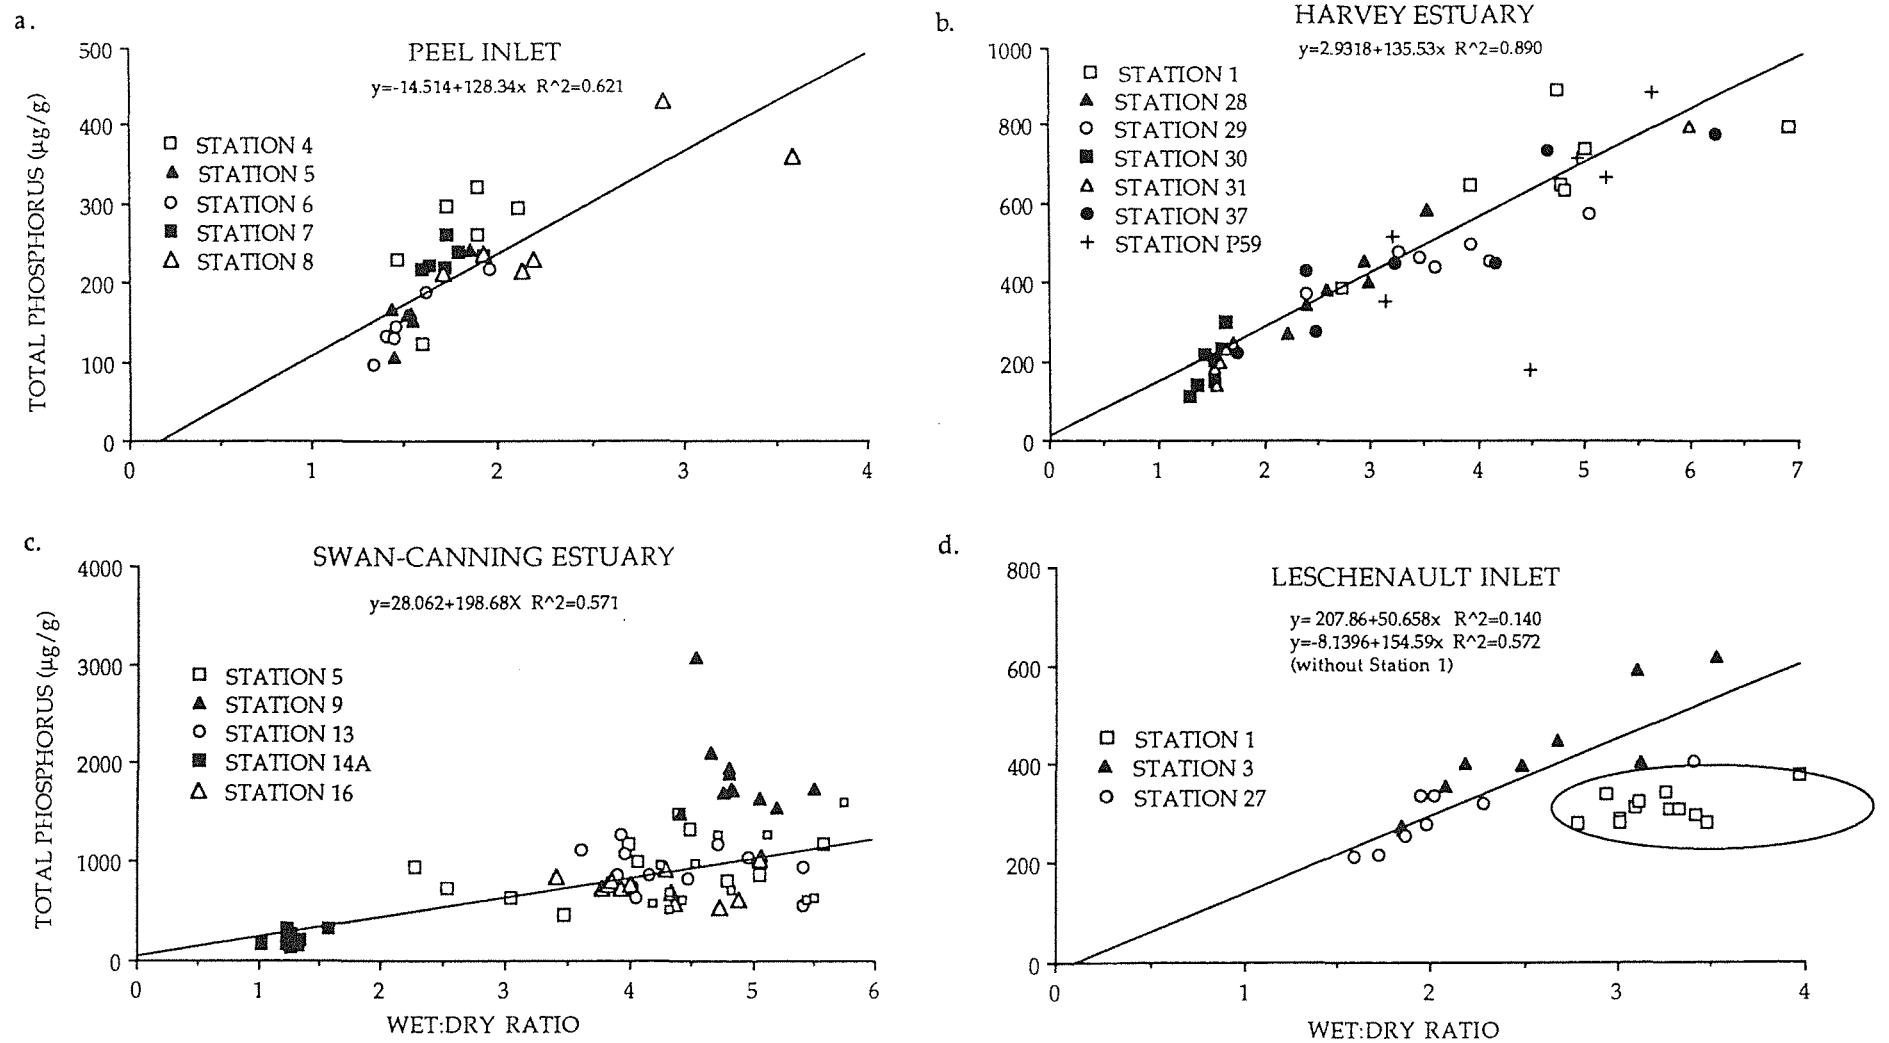 a.
PEEL INLET
y=-14.514+128.34x R^2=0.621
500
400
300
200
100
0
TOTAL PHOSPHORUS (µg/g)
STATION 4
STATION 5
STATION 6
STATION 7
STATION 8
0 1 2 3 4
b.
HARVEY ESTUARY
y=2.9318+135.53x R^2=0.890
1000
800
600
400
200
0
STATION 1
STATION 28
STATION 29
STATION 30
STATION 31
STATION 37
STATION P59
0 1 2 3 4 5 6 7
c.
SWAN-CANNING ESTUARY
y=28.062+198.68X R^2=0.571
4000
3000
2000
1000
0
TOTAL PHOSPHORUS (µg/g)
STATION 5
STATION 9
STATION 13
STATION 14A
STATION 16
0 1 2 3 4 5 6
WET:DRY RATIO
d.
LESCHENAULT INLET
y= 207.86+50.658x R^2=0.140
y=-8.1396+154.59x R^2=0.572
(without Station 1)
800
600
400
200
0
STATION 1
STATION 3
STATION 27
0 1 2 3 4
WET:DRY RATIO